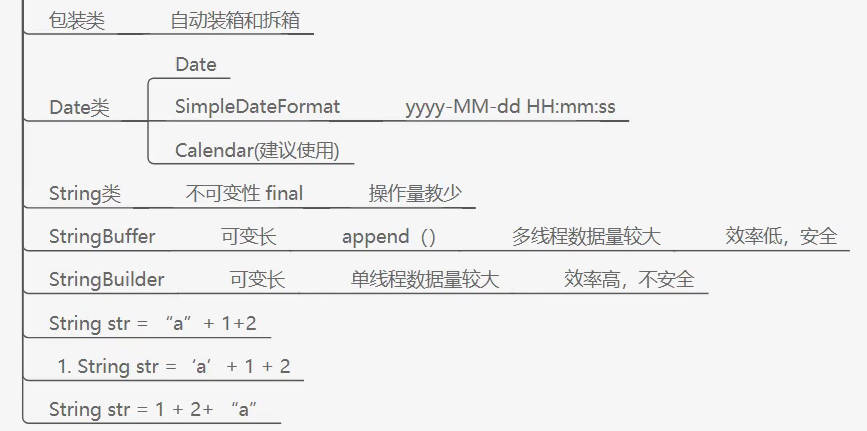 包装类 自动装箱和拆箱
Date
Date类 SimpleDateFormat yyyy-MM-dd HH:mm:ss
Calendar(建议使用)
String类 不可变性 final 操作量教少
StringBuffer 可变长 append（） 多线程数据量较大 效率低，安全
StringBuilder 可变长 单线程数据量较大 效率高，不安全
String str = “a” + 1+2
1. String str = ‘a’ + 1 + 2
String str = 1 + 2+ “a”